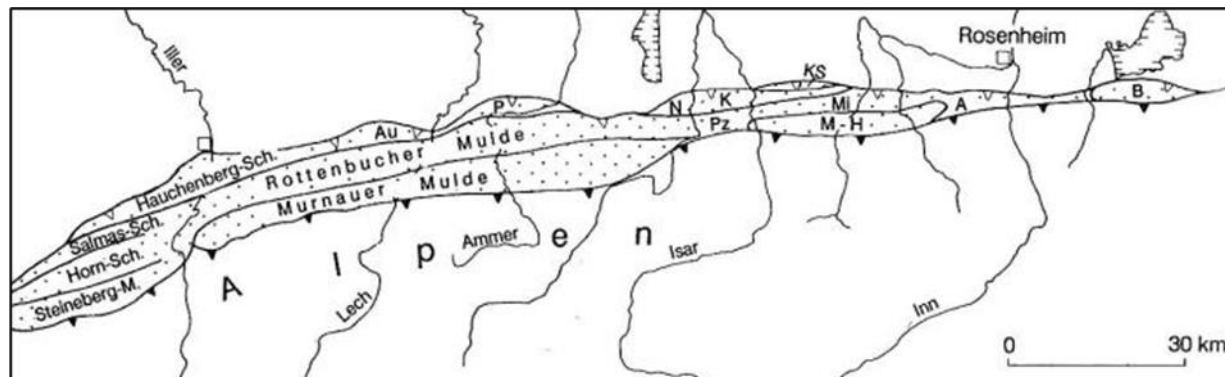 Iller
Rosenheim
KS
P
N
K
Mi
A
B
Au
Pz
M-H
Hauchenberg-Sch.
Rottenbucher Mulde
Murnauer Mulde
Salmas-Sch.
Horn-Sch.
Steineberg-M.
Alpen
Ammer
Isar
Lech
Inn
0 30 km